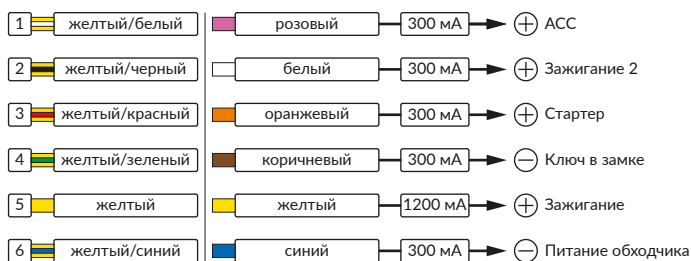 1 желтый/белый розовый 300 мА + ACC
2 желтый/черный белый 300 мА + Зажигание 2
3 желтый/красный оранжевый 300 мА + Стартер
4 желтый/зеленый коричневый 300 мА − Ключ в замке
5 желтый желтый 1200 мА + Зажигание
6 желтый/синий синий 300 мА − Питание обходчика